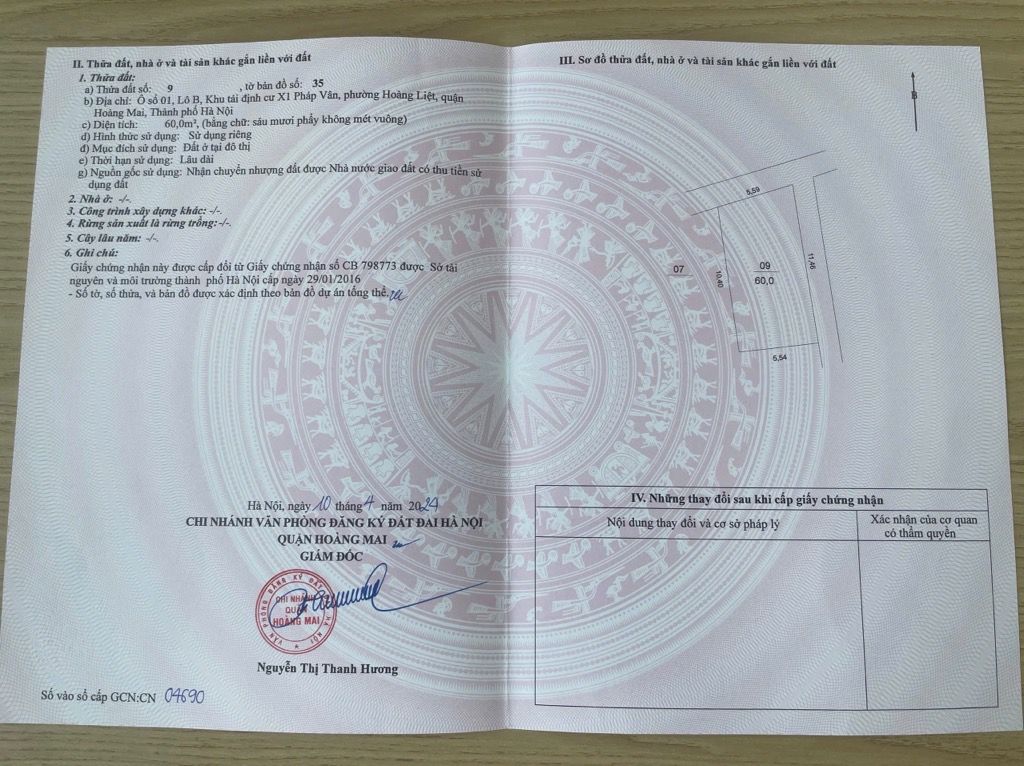 II. Thửa đất, nhà ở và tài sản khác gắn liền với đất
1. Thửa đất:
a) Thửa đất số: 9 , tờ bản đồ số: 35
b) Địa chỉ: Ô số 01, Lô B, Khu tái định cư X1 Pháp Vân, phường Hoàng Liệt, quận
Hoàng Mai, Thành phố Hà Nội
c) Diện tích: 60,0m², (bằng chữ: sáu mươi phẩy không mét vuông)
d) Hình thức sử dụng: Sử dụng riêng
đ) Mục đích sử dụng: Đất ở tại đô thị
e) Thời hạn sử dụng: Lâu dài
g) Nguồn gốc sử dụng: Nhận chuyển nhượng đất được Nhà nước giao đất có thu tiền sử
dụng đất
2. Nhà ở: -/-.
3. Công trình xây dựng khác: -/-.
4. Rừng sản xuất là rừng trồng:-/-.
5. Cây lâu năm: -/-.
6. Ghi chú:
Giấy chứng nhận này được cấp đổi từ Giấy chứng nhận số CB 798773 được Sở tài
nguyên và môi trường thành phố Hà Nội cấp ngày 29/01/2016
- Số tờ, số thửa, và bản đồ được xác định theo bản đồ dự án tổng thể.
Hà Nội, ngày 10 tháng 4 năm 2024
CHI NHÁNH VĂN PHÒNG ĐĂNG KÝ ĐẤT ĐAI HÀ NỘI
QUẬN HOÀNG MAI
GIÁM ĐỐC
VĂN PHÒNG ĐĂNG KÝ ĐẤT ĐAI HÀ NỘI
CHI NHÁNH
QUẬN
HOÀNG MAI
Nguyễn Thị Thanh Hương
Số vào sổ cấp GCN:CN 04690
III. Sơ đồ thửa đất, nhà ở và tài sản khác gắn liền với đất
B
5,59
07
10,40
09
60,0
11,46
5,54
IV. Những thay đổi sau khi cấp giấy chứng nhận
Nội dung thay đổi và cơ sở pháp lý
Xác nhận của cơ quan
có thẩm quyền